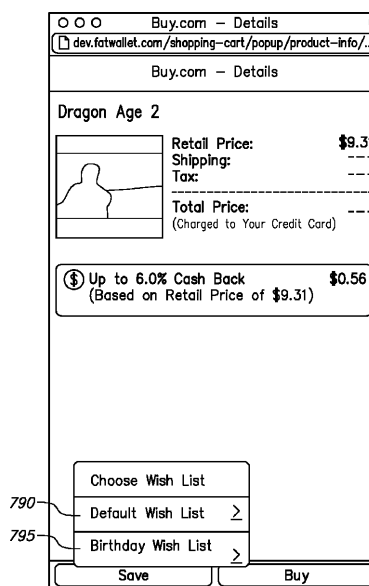 Buy.com – Details
dev.fatwallet.com/shopping-cart/popup/product-info/..
Buy.com – Details
Dragon Age 2
Retail Price: $9.31
Shipping: ---
Tax: ---
Total Price: ---
(Charged to Your Credit Card)
$ Up to 6.0% Cash Back $0.56
(Based on Retail Price of $9.31)
Choose Wish List
790 Default Wish List >
795 Birthday Wish List >
Save Buy